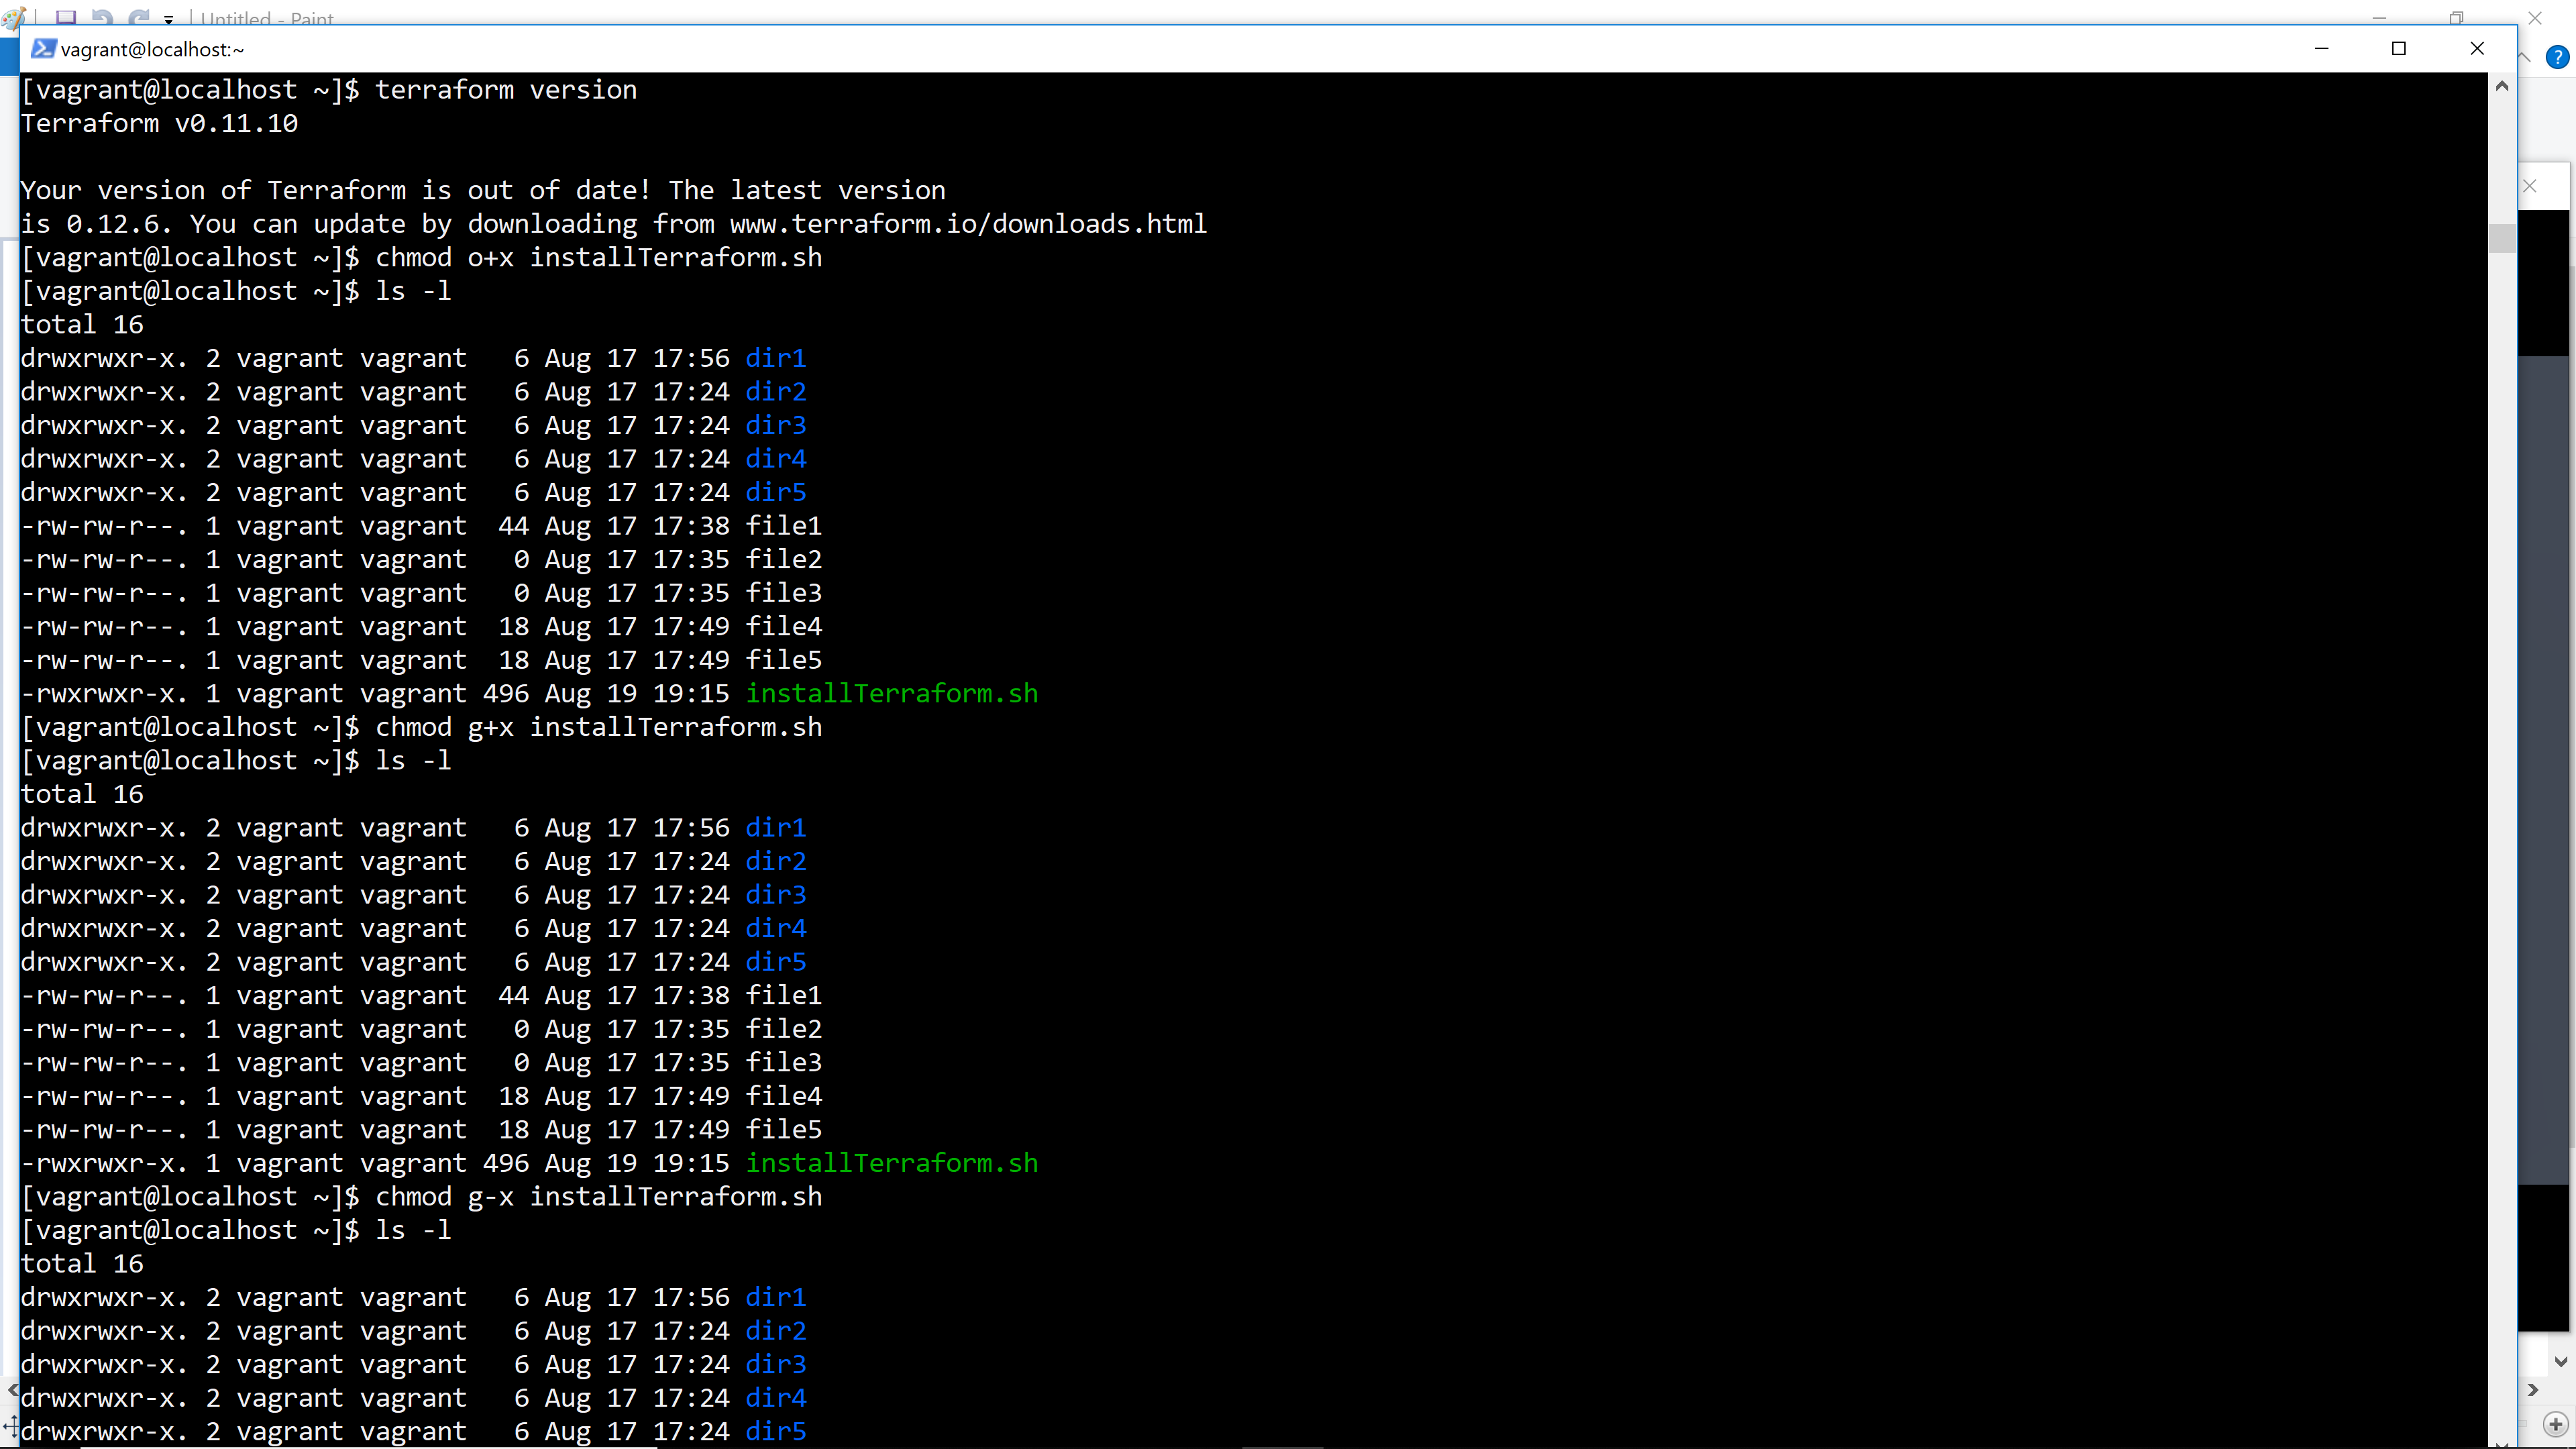 Untitled - Paint
vagrant@localhost:~
[vagrant@localhost ~]$ terraform version
Terraform v0.11.10
Your version of Terraform is out of date! The latest version
is 0.12.6. You can update by downloading from www.terraform.io/downloads.html
[vagrant@localhost ~]$ chmod o+x installTerraform.sh
[vagrant@localhost ~]$ ls -l
total 16
drwxrwxr-x. 2 vagrant vagrant   6 Aug 17 17:56 dir1
drwxrwxr-x. 2 vagrant vagrant   6 Aug 17 17:24 dir2
drwxrwxr-x. 2 vagrant vagrant   6 Aug 17 17:24 dir3
drwxrwxr-x. 2 vagrant vagrant   6 Aug 17 17:24 dir4
drwxrwxr-x. 2 vagrant vagrant   6 Aug 17 17:24 dir5
-rw-rw-r--. 1 vagrant vagrant  44 Aug 17 17:38 file1
-rw-rw-r--. 1 vagrant vagrant   0 Aug 17 17:35 file2
-rw-rw-r--. 1 vagrant vagrant   0 Aug 17 17:35 file3
-rw-rw-r--. 1 vagrant vagrant  18 Aug 17 17:49 file4
-rw-rw-r--. 1 vagrant vagrant  18 Aug 17 17:49 file5
-rwxrwxr-x. 1 vagrant vagrant 496 Aug 19 19:15 installTerraform.sh
[vagrant@localhost ~]$ chmod g+x installTerraform.sh
[vagrant@localhost ~]$ ls -l
total 16
drwxrwxr-x. 2 vagrant vagrant   6 Aug 17 17:56 dir1
drwxrwxr-x. 2 vagrant vagrant   6 Aug 17 17:24 dir2
drwxrwxr-x. 2 vagrant vagrant   6 Aug 17 17:24 dir3
drwxrwxr-x. 2 vagrant vagrant   6 Aug 17 17:24 dir4
drwxrwxr-x. 2 vagrant vagrant   6 Aug 17 17:24 dir5
-rw-rw-r--. 1 vagrant vagrant  44 Aug 17 17:38 file1
-rw-rw-r--. 1 vagrant vagrant   0 Aug 17 17:35 file2
-rw-rw-r--. 1 vagrant vagrant   0 Aug 17 17:35 file3
-rw-rw-r--. 1 vagrant vagrant  18 Aug 17 17:49 file4
-rw-rw-r--. 1 vagrant vagrant  18 Aug 17 17:49 file5
-rwxrwxr-x. 1 vagrant vagrant 496 Aug 19 19:15 installTerraform.sh
[vagrant@localhost ~]$ chmod g-x installTerraform.sh
[vagrant@localhost ~]$ ls -l
total 16
drwxrwxr-x. 2 vagrant vagrant   6 Aug 17 17:56 dir1
drwxrwxr-x. 2 vagrant vagrant   6 Aug 17 17:24 dir2
drwxrwxr-x. 2 vagrant vagrant   6 Aug 17 17:24 dir3
drwxrwxr-x. 2 vagrant vagrant   6 Aug 17 17:24 dir4
drwxrwxr-x. 2 vagrant vagrant   6 Aug 17 17:24 dir5